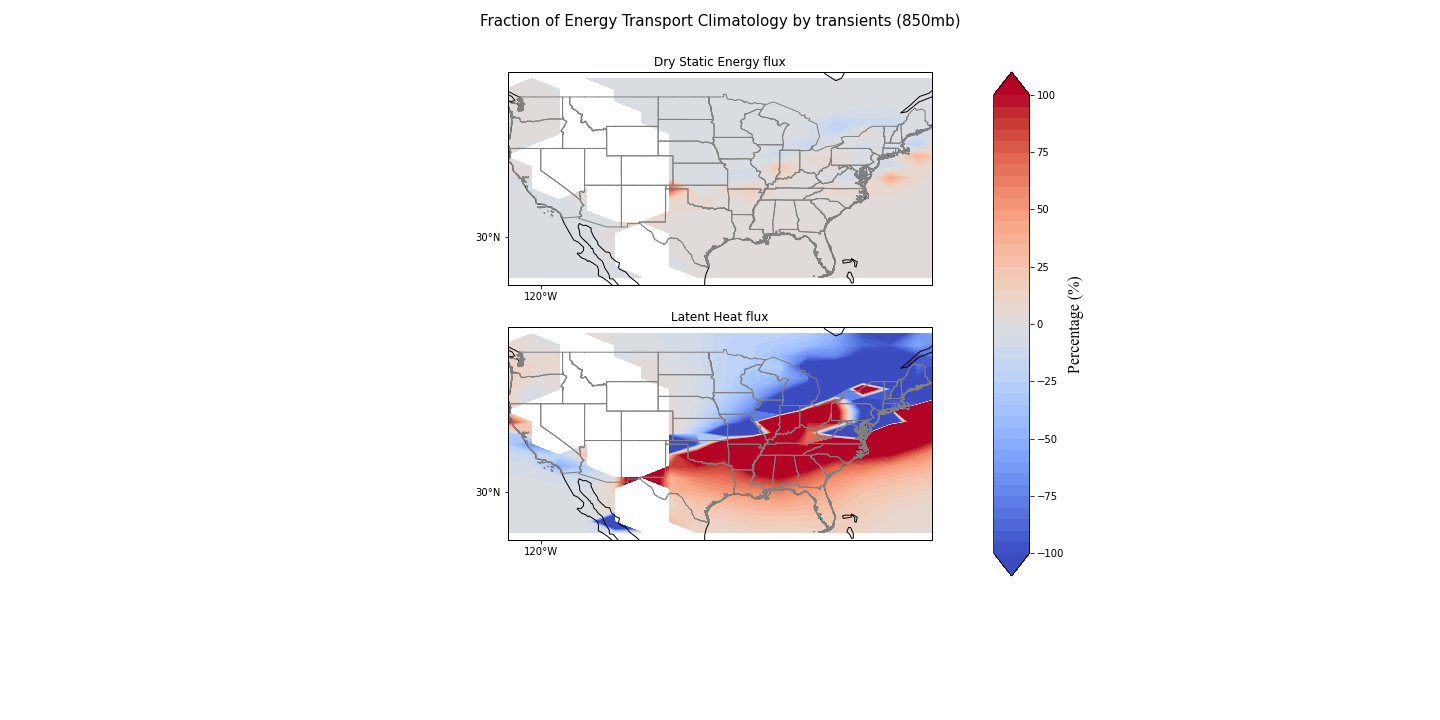 Fraction of Energy Transport Climatology by transients (850mb)
Dry Static Energy flux
30°N
120°W
Latent Heat flux
30°N
120°W
100
75
50
25
0
−25
−50
−75
−100
Percentage (%)